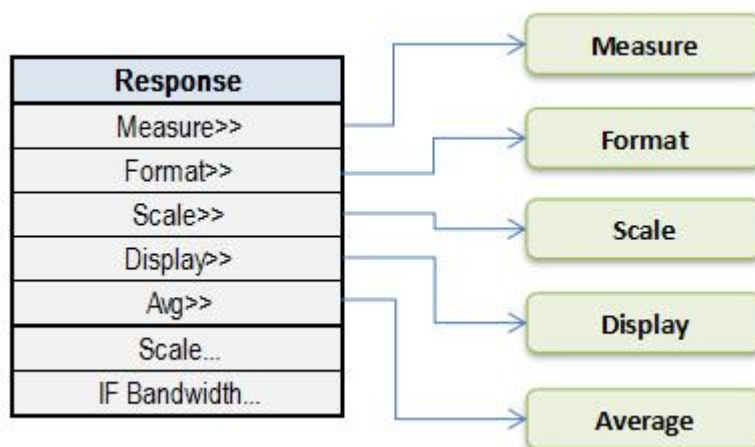 Response
Measure>>
Format>>
Scale>>
Display>>
Avg>>
Scale...
IF Bandwidth...
Measure
Format
Scale
Display
Average